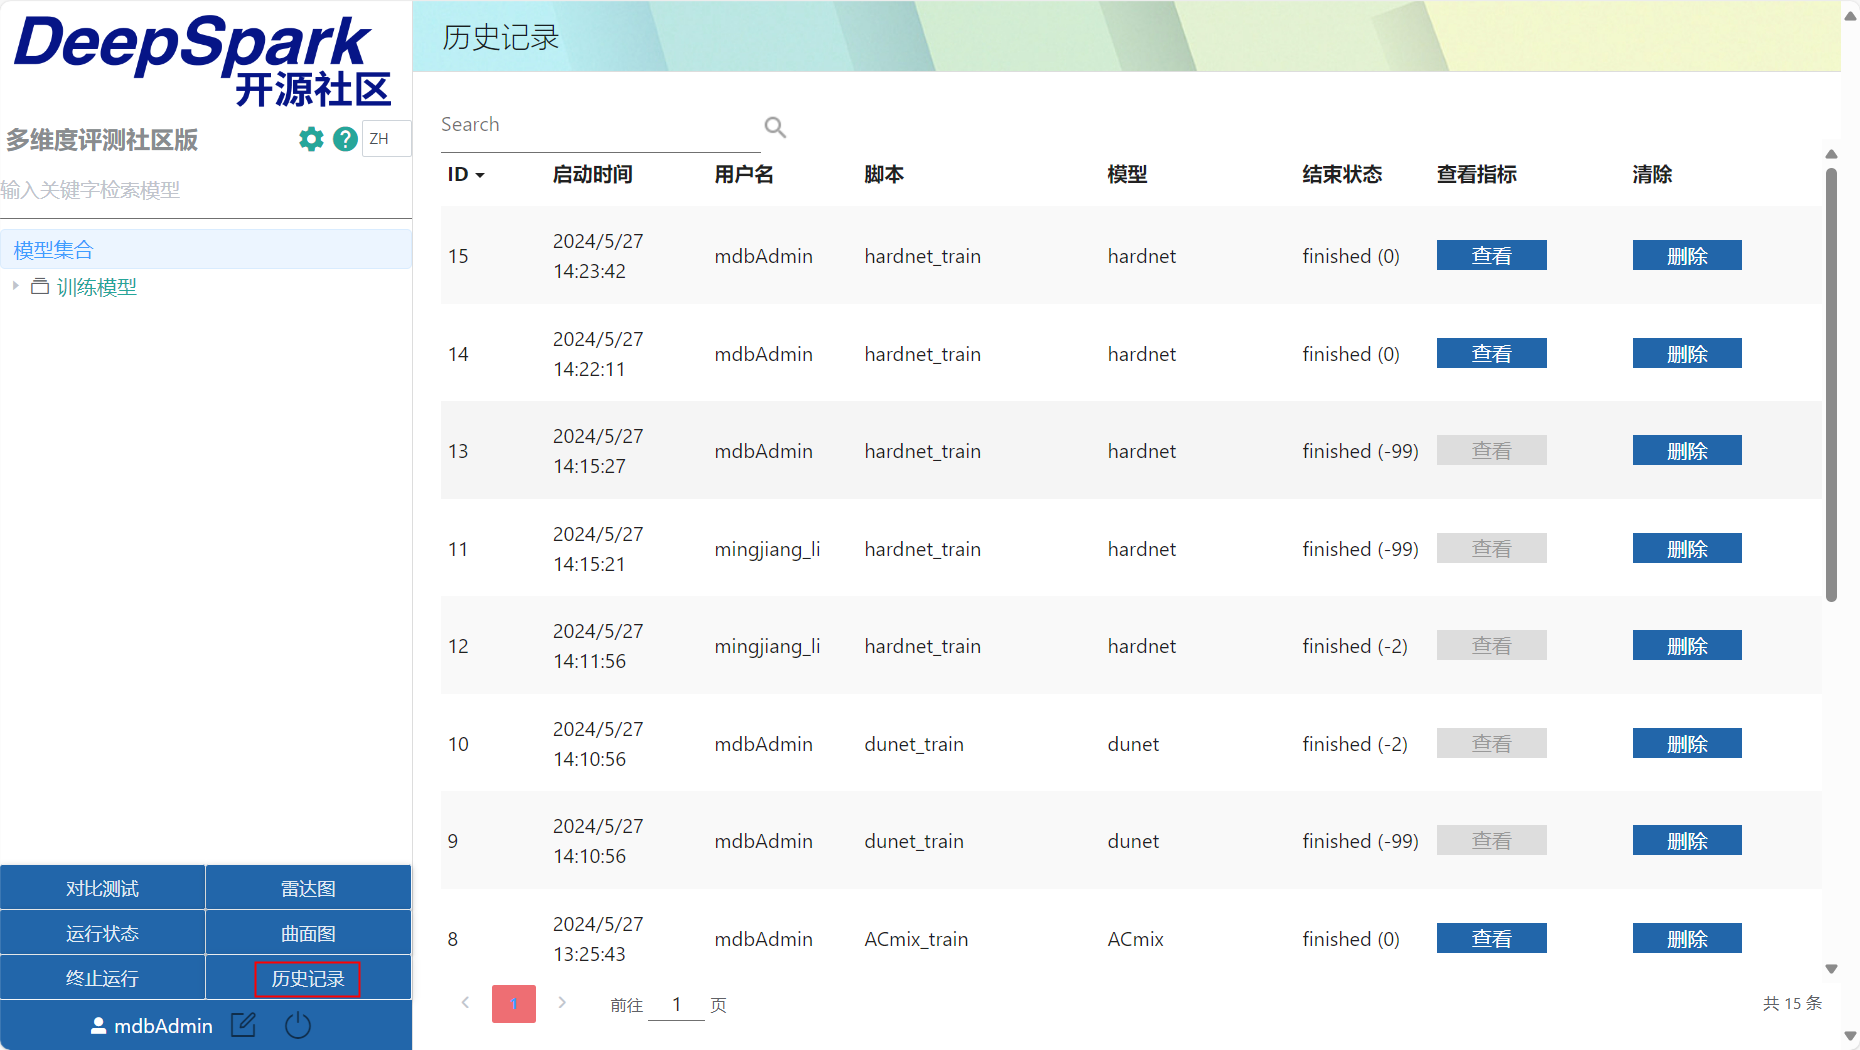 DeepSpark
开源社区
多维度评测社区版 ZH
输入关键字检索模型
模型集合
训练模型
对比测试 雷达图
运行状态 曲面图
终止运行 历史记录
mdbAdmin
历史记录
Search
ID 启动时间 用户名 脚本 模型 结束状态 查看指标 清除
15 2024/5/27 14:23:42 mdbAdmin hardnet_train hardnet finished (0) 查看 删除
14 2024/5/27 14:22:11 mdbAdmin hardnet_train hardnet finished (0) 查看 删除
13 2024/5/27 14:15:27 mdbAdmin hardnet_train hardnet finished (-99) 查看 删除
11 2024/5/27 14:15:21 mingjiang_li hardnet_train hardnet finished (-99) 查看 删除
12 2024/5/27 14:11:56 mingjiang_li hardnet_train hardnet finished (-2) 查看 删除
10 2024/5/27 14:10:56 mdbAdmin dunet_train dunet finished (-2) 查看 删除
9 2024/5/27 14:10:56 mdbAdmin dunet_train dunet finished (-99) 查看 删除
8 2024/5/27 13:25:43 mdbAdmin ACmix_train ACmix finished (0) 查看 删除
1 前往 1 页 共 15 条